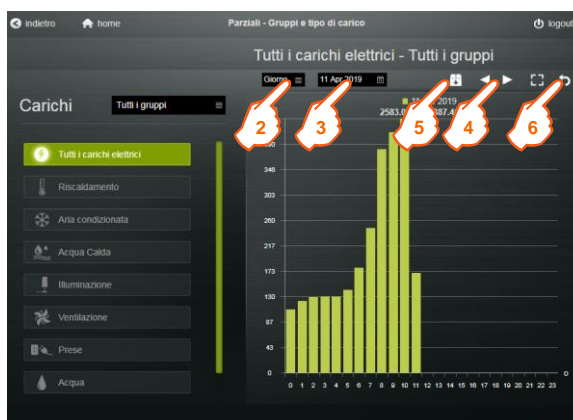 indietro home Parziali - Gruppi e tipo di carico logout
Tutti i carichi elettrici - Tutti i gruppi
Giorno 11 Apr 2019
Carichi Tutti i gruppi
2019
2583.0
2 3 5 4 6
Tutti i carichi elettrici
Riscaldamento
Aria condizionata
Acqua Calda
Illuminazione
Ventilazione
Prese
Acqua
346
303
260
217
173
130
87
43
0
0 1 2 3 4 5 6 7 8 9 10 11 12 13 14 15 16 17 18 19 20 21 22 23